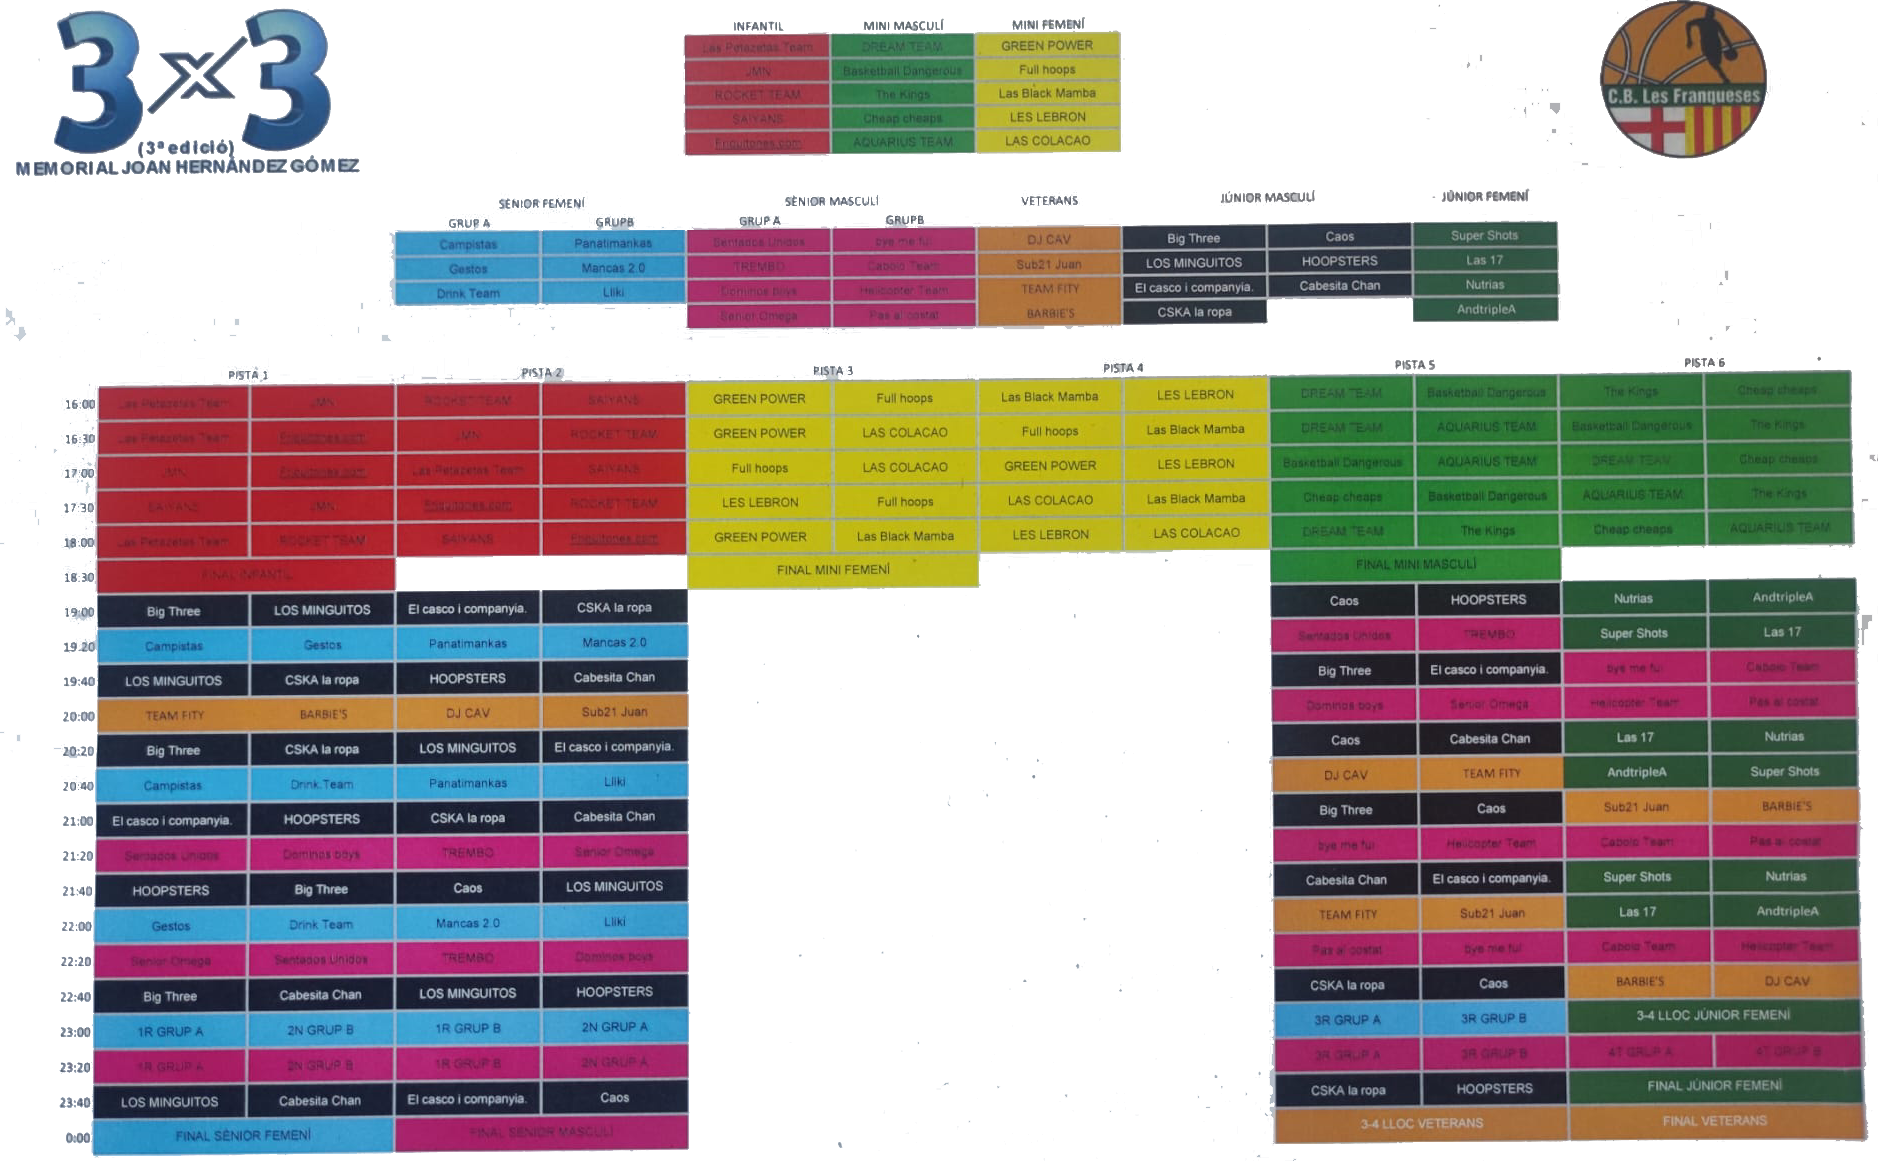 3x3
(3ª edició)
MEMORIAL JOAN HERNÁNDEZ GÓMEZ
C.B. Les Franqueses
INFANTIL MINI MASCULÍ MINI FEMENÍ
Las Petazetas Team DREAM TEAM GREEN POWER
JMN Basketball Dangerous Full hoops
ROCKET TEAM The Kings Las Black Mamba
SAIYANS Cheap cheaps LES LEBRON
Friquitones.com AQUARIUS TEAM LAS COLACAO
SÈNIOR FEMENÍ SÈNIOR MASCULÍ VETERANS JÚNIOR MASCULÍ JÚNIOR FEMENÍ
GRUP A GRUP B GRUP A GRUP B
Campistas Panatimankas Sentados Unidos bye me fui DJ CAV Big Three Caos Super Shots
Gestos Mancas 2.0 TREMBO Cabolo Team Sub21 Juan LOS MINGUITOS HOOPSTERS Las 17
Drink Team Lliki Dominos boys Helicopter Team TEAM FITY El casco i companyia. Cabesita Chan Nutrias
Senior Omega Pas al costat BARBIE'S CSKA la ropa AndtripleA
PISTA 1 PISTA 2 PISTA 3 PISTA 4 PISTA 5 PISTA 6
16:00 Las Petazetas Team JMN ROCKET TEAM SAIYANS GREEN POWER Full hoops Las Black Mamba LES LEBRON DREAM TEAM Basketball Dangerous The Kings Cheap cheaps
16:30 Las Petazetas Team Friquitones.com JMN ROCKET TEAM GREEN POWER LAS COLACAO Full hoops Las Black Mamba DREAM TEAM AQUARIUS TEAM Basketball Dangerous The Kings
17:00 JMN Friquitones.com Las Petazetas Team SAIYANS Full hoops LAS COLACAO GREEN POWER LES LEBRON Basketball Dangerous AQUARIUS TEAM DREAM TEAM Cheap cheaps
17:30 SAIYANS JMN Friquitones.com ROCKET TEAM LES LEBRON Full hoops LAS COLACAO Las Black Mamba Cheap cheaps Basketball Dangerous AQUARIUS TEAM The Kings
18:00 Las Petazetas Team ROCKET TEAM SAIYANS Friquitones.com GREEN POWER Las Black Mamba LES LEBRON LAS COLACAO DREAM TEAM The Kings Cheap cheaps AQUARIUS TEAM
18:30 FINAL INFANTIL FINAL MINI FEMENÍ FINAL MINI MASCULÍ
19:00 Big Three LOS MINGUITOS El casco i companyia. CSKA la ropa Caos HOOPSTERS Nutrias AndtripleA
19:20 Campistas Gestos Panatimankas Mancas 2.0 Sentados Unidos TREMBO Super Shots Las 17
19:40 LOS MINGUITOS CSKA la ropa HOOPSTERS Cabesita Chan Big Three El casco i companyia. bye me fui Cabolo Team
20:00 TEAM FITY BARBIE'S DJ CAV Sub21 Juan Dominos boys Senior Omega Helicopter Team Pas al costat
20:20 Big Three CSKA la ropa LOS MINGUITOS El casco i companyia. Caos Cabesita Chan Las 17 Nutrias
20:40 Campistas Drink Team Panatimankas Lliki DJ CAV TEAM FITY AndtripleA Super Shots
21:00 El casco i companyia. HOOPSTERS CSKA la ropa Cabesita Chan Big Three Caos Sub21 Juan BARBIE'S
21:20 Sentados Unidos Dominos boys TREMBO Senior Omega bye me fui Helicopter Team Cabolo Team Pas al costat
21:40 HOOPSTERS Big Three Caos LOS MINGUITOS Cabesita Chan El casco i companyia. Super Shots Nutrias
22:00 Gestos Drink Team Mancas 2.0 Lliki TEAM FITY Sub21 Juan Las 17 AndtripleA
22:20 Senior Omega Sentados Unidos TREMBO Dominos boys Pas al costat bye me fui Cabolo Team Helicopter Team
22:40 Big Three Cabesita Chan LOS MINGUITOS HOOPSTERS CSKA la ropa Caos BARBIE'S DJ CAV
23:00 1R GRUP A 2N GRUP B 1R GRUP B 2N GRUP A 3R GRUP A 3R GRUP B 3-4 LLOC JÚNIOR FEMENÍ
23:20 1R GRUP A 2N GRUP B 1R GRUP B 2N GRUP A 3R GRUP A 3R GRUP B 4T GRUP A 4T GRUP B
23:40 LOS MINGUITOS Cabesita Chan El casco i companyia. Caos CSKA la ropa HOOPSTERS FINAL JÚNIOR FEMENÍ
0:00 FINAL SÈNIOR FEMENÍ FINAL SÈNIOR MASCULÍ 3-4 LLOC VETERANS FINAL VETERANS